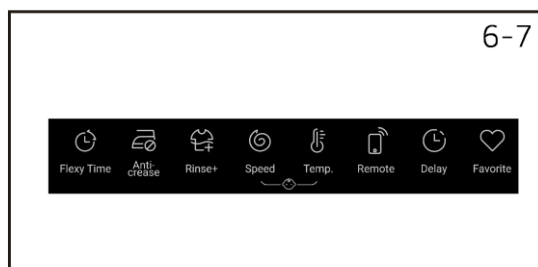 6-7
Flexy Time
Anti-
crease
Rinse+
Speed
Temp.
Remote
Delay
Favorite